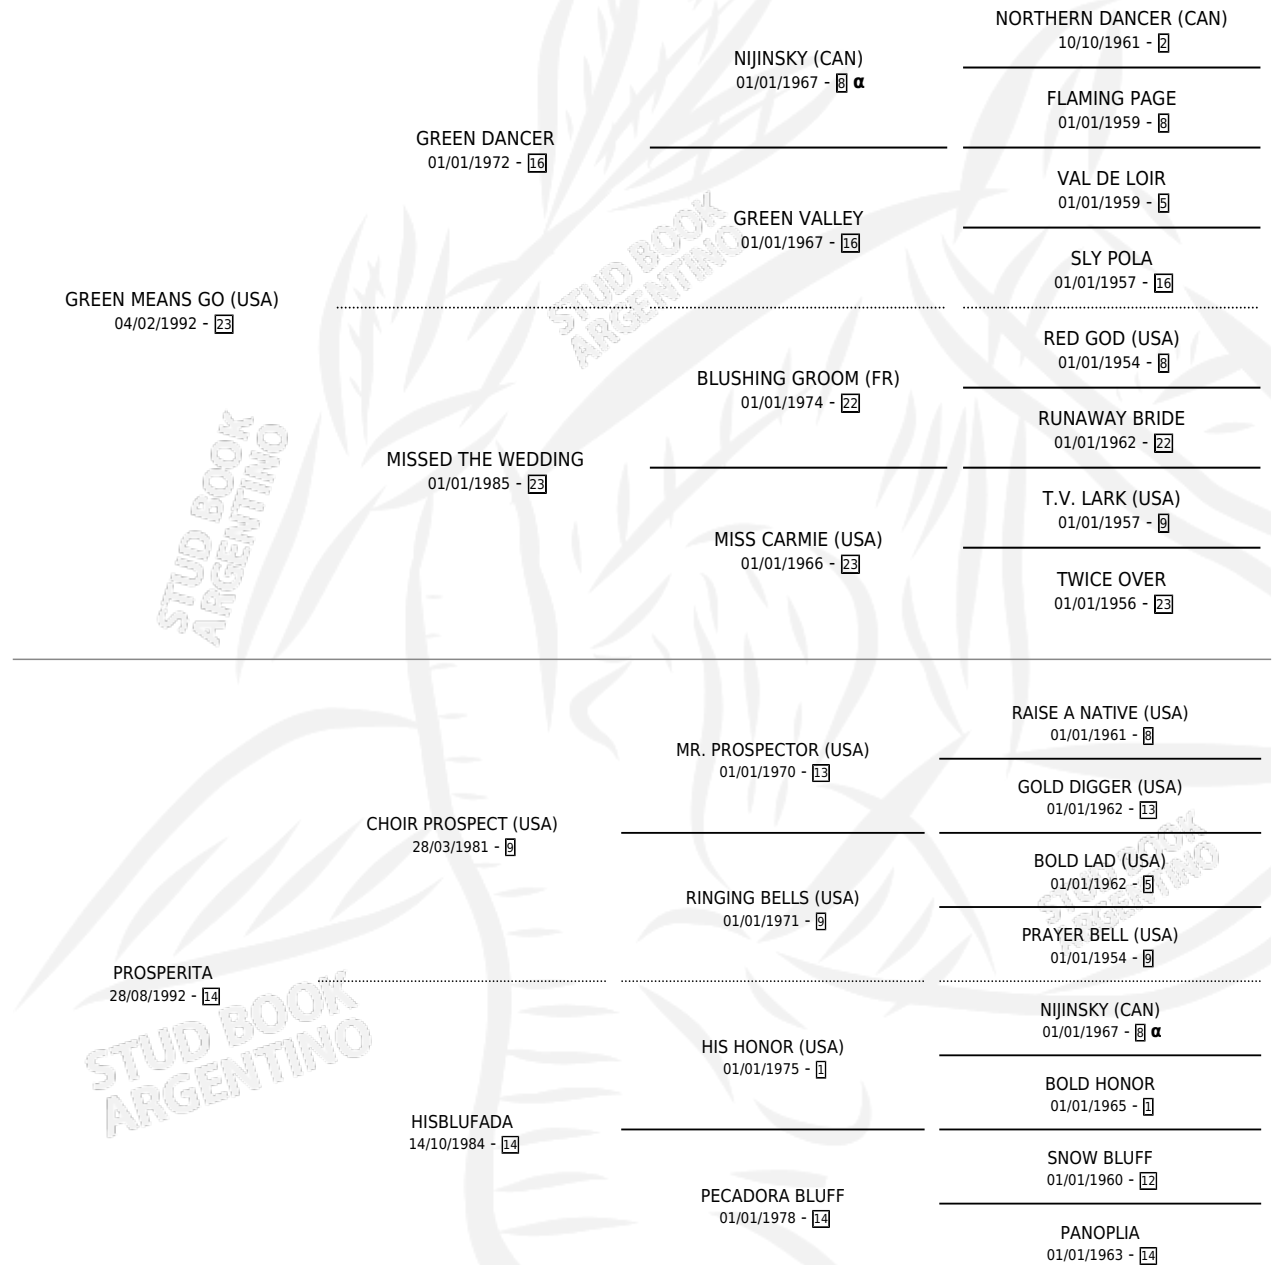 NORTHERN DANCER (CAN)
10/10/1961 - 2
NIJINSKY (CAN)
01/01/1967 - 8 α
FLAMING PAGE
01/01/1959 - 8
GREEN DANCER
01/01/1972 - 16
VAL DE LOIR
01/01/1959 - 5
GREEN VALLEY
01/01/1967 - 16
SLY POLA
01/01/1957 - 16
GREEN MEANS GO (USA)
04/02/1992 - 23
RED GOD (USA)
01/01/1954 - 8
BLUSHING GROOM (FR)
01/01/1974 - 22
RUNAWAY BRIDE
01/01/1962 - 22
MISSED THE WEDDING
01/01/1985 - 23
T.V. LARK (USA)
01/01/1957 - 9
MISS CARMIE (USA)
01/01/1966 - 23
TWICE OVER
01/01/1956 - 23
RAISE A NATIVE (USA)
01/01/1961 - 8
MR. PROSPECTOR (USA)
01/01/1970 - 13
GOLD DIGGER (USA)
01/01/1962 - 13
CHOIR PROSPECT (USA)
28/03/1981 - 9
BOLD LAD (USA)
01/01/1962 - 5
RINGING BELLS (USA)
01/01/1971 - 9
PRAYER BELL (USA)
01/01/1954 - 9
PROSPERITA
28/08/1992 - 14
NIJINSKY (CAN)
01/01/1967 - 8 α
HIS HONOR (USA)
01/01/1975 - 1
BOLD HONOR
01/01/1965 - 1
HISBLUFADA
14/10/1984 - 14
SNOW BLUFF
01/01/1960 - 12
PECADORA BLUFF
01/01/1978 - 14
PANOPLIA
01/01/1963 - 14
STUD BOOK
ARGENTINO
STUD BOOK
ARGENTINO
STUD BOOK
ARGENTINO
STUD BOOK
ARGENTINO